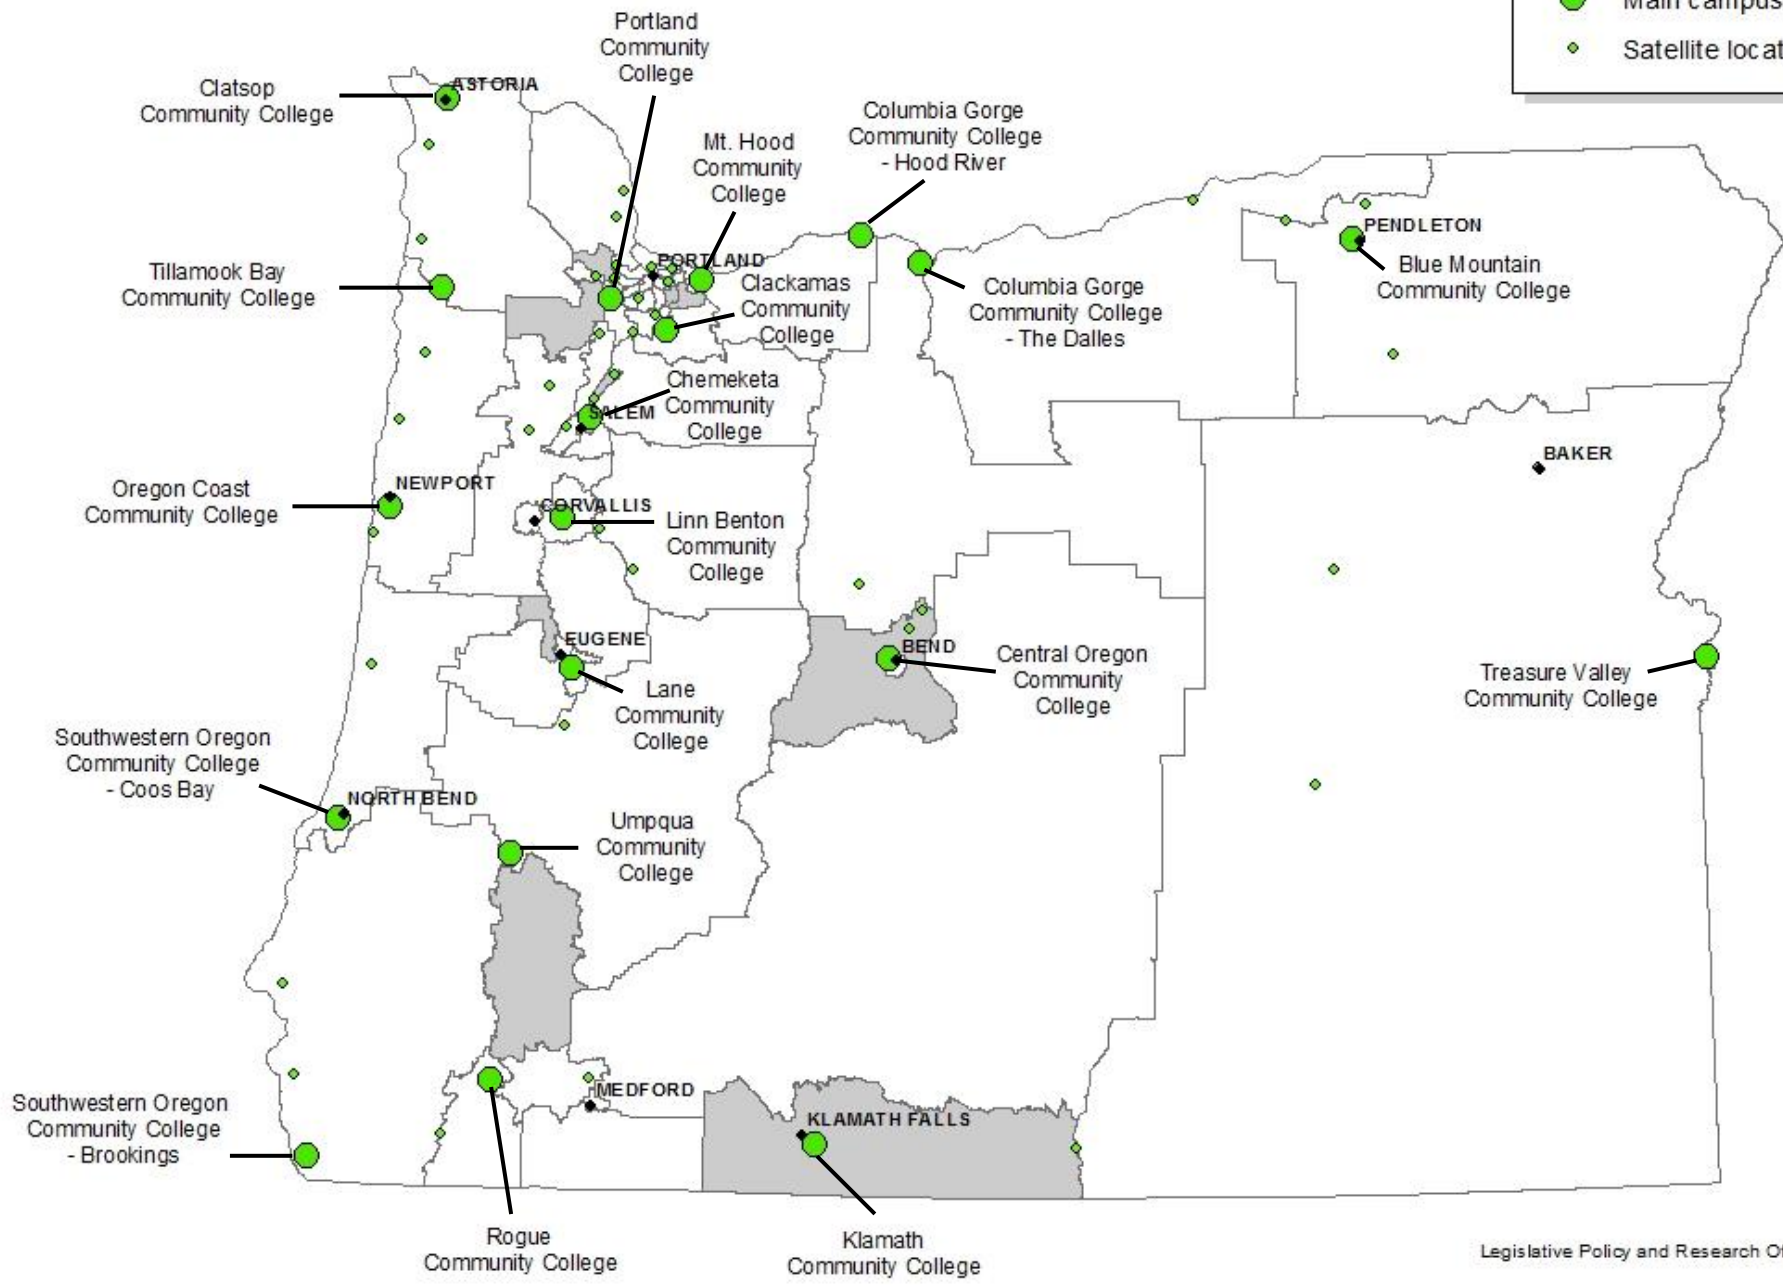 Main campus
Satellite locat
Portland
Community
College
Clatsop
Community College
ASTORIA
Columbia Gorge
Community College
- Hood River
Mt. Hood
Community
College
PENDLETON
Blue Mountain
Community College
PORTLAND
Tillamook Bay
Community College
Clackamas
Community
College
Columbia Gorge
Community College
- The Dalles
Chemeketa
Community
College
SALEM
BAKER
NEWPORT
Oregon Coast
Community College
CORVALLIS
Linn Benton
Community
College
EUGENE
BEND
Central Oregon
Community
College
Treasure Valley
Community College
Lane
Community
College
Southwestern Oregon
Community College
- Coos Bay
NORTH BEND
Umpqua
Community
College
MEDFORD
Southwestern Oregon
Community College
- Brookings
KLAMATH FALLS
Rogue
Community College
Klamath
Community College
Legislative Policy and Research Of